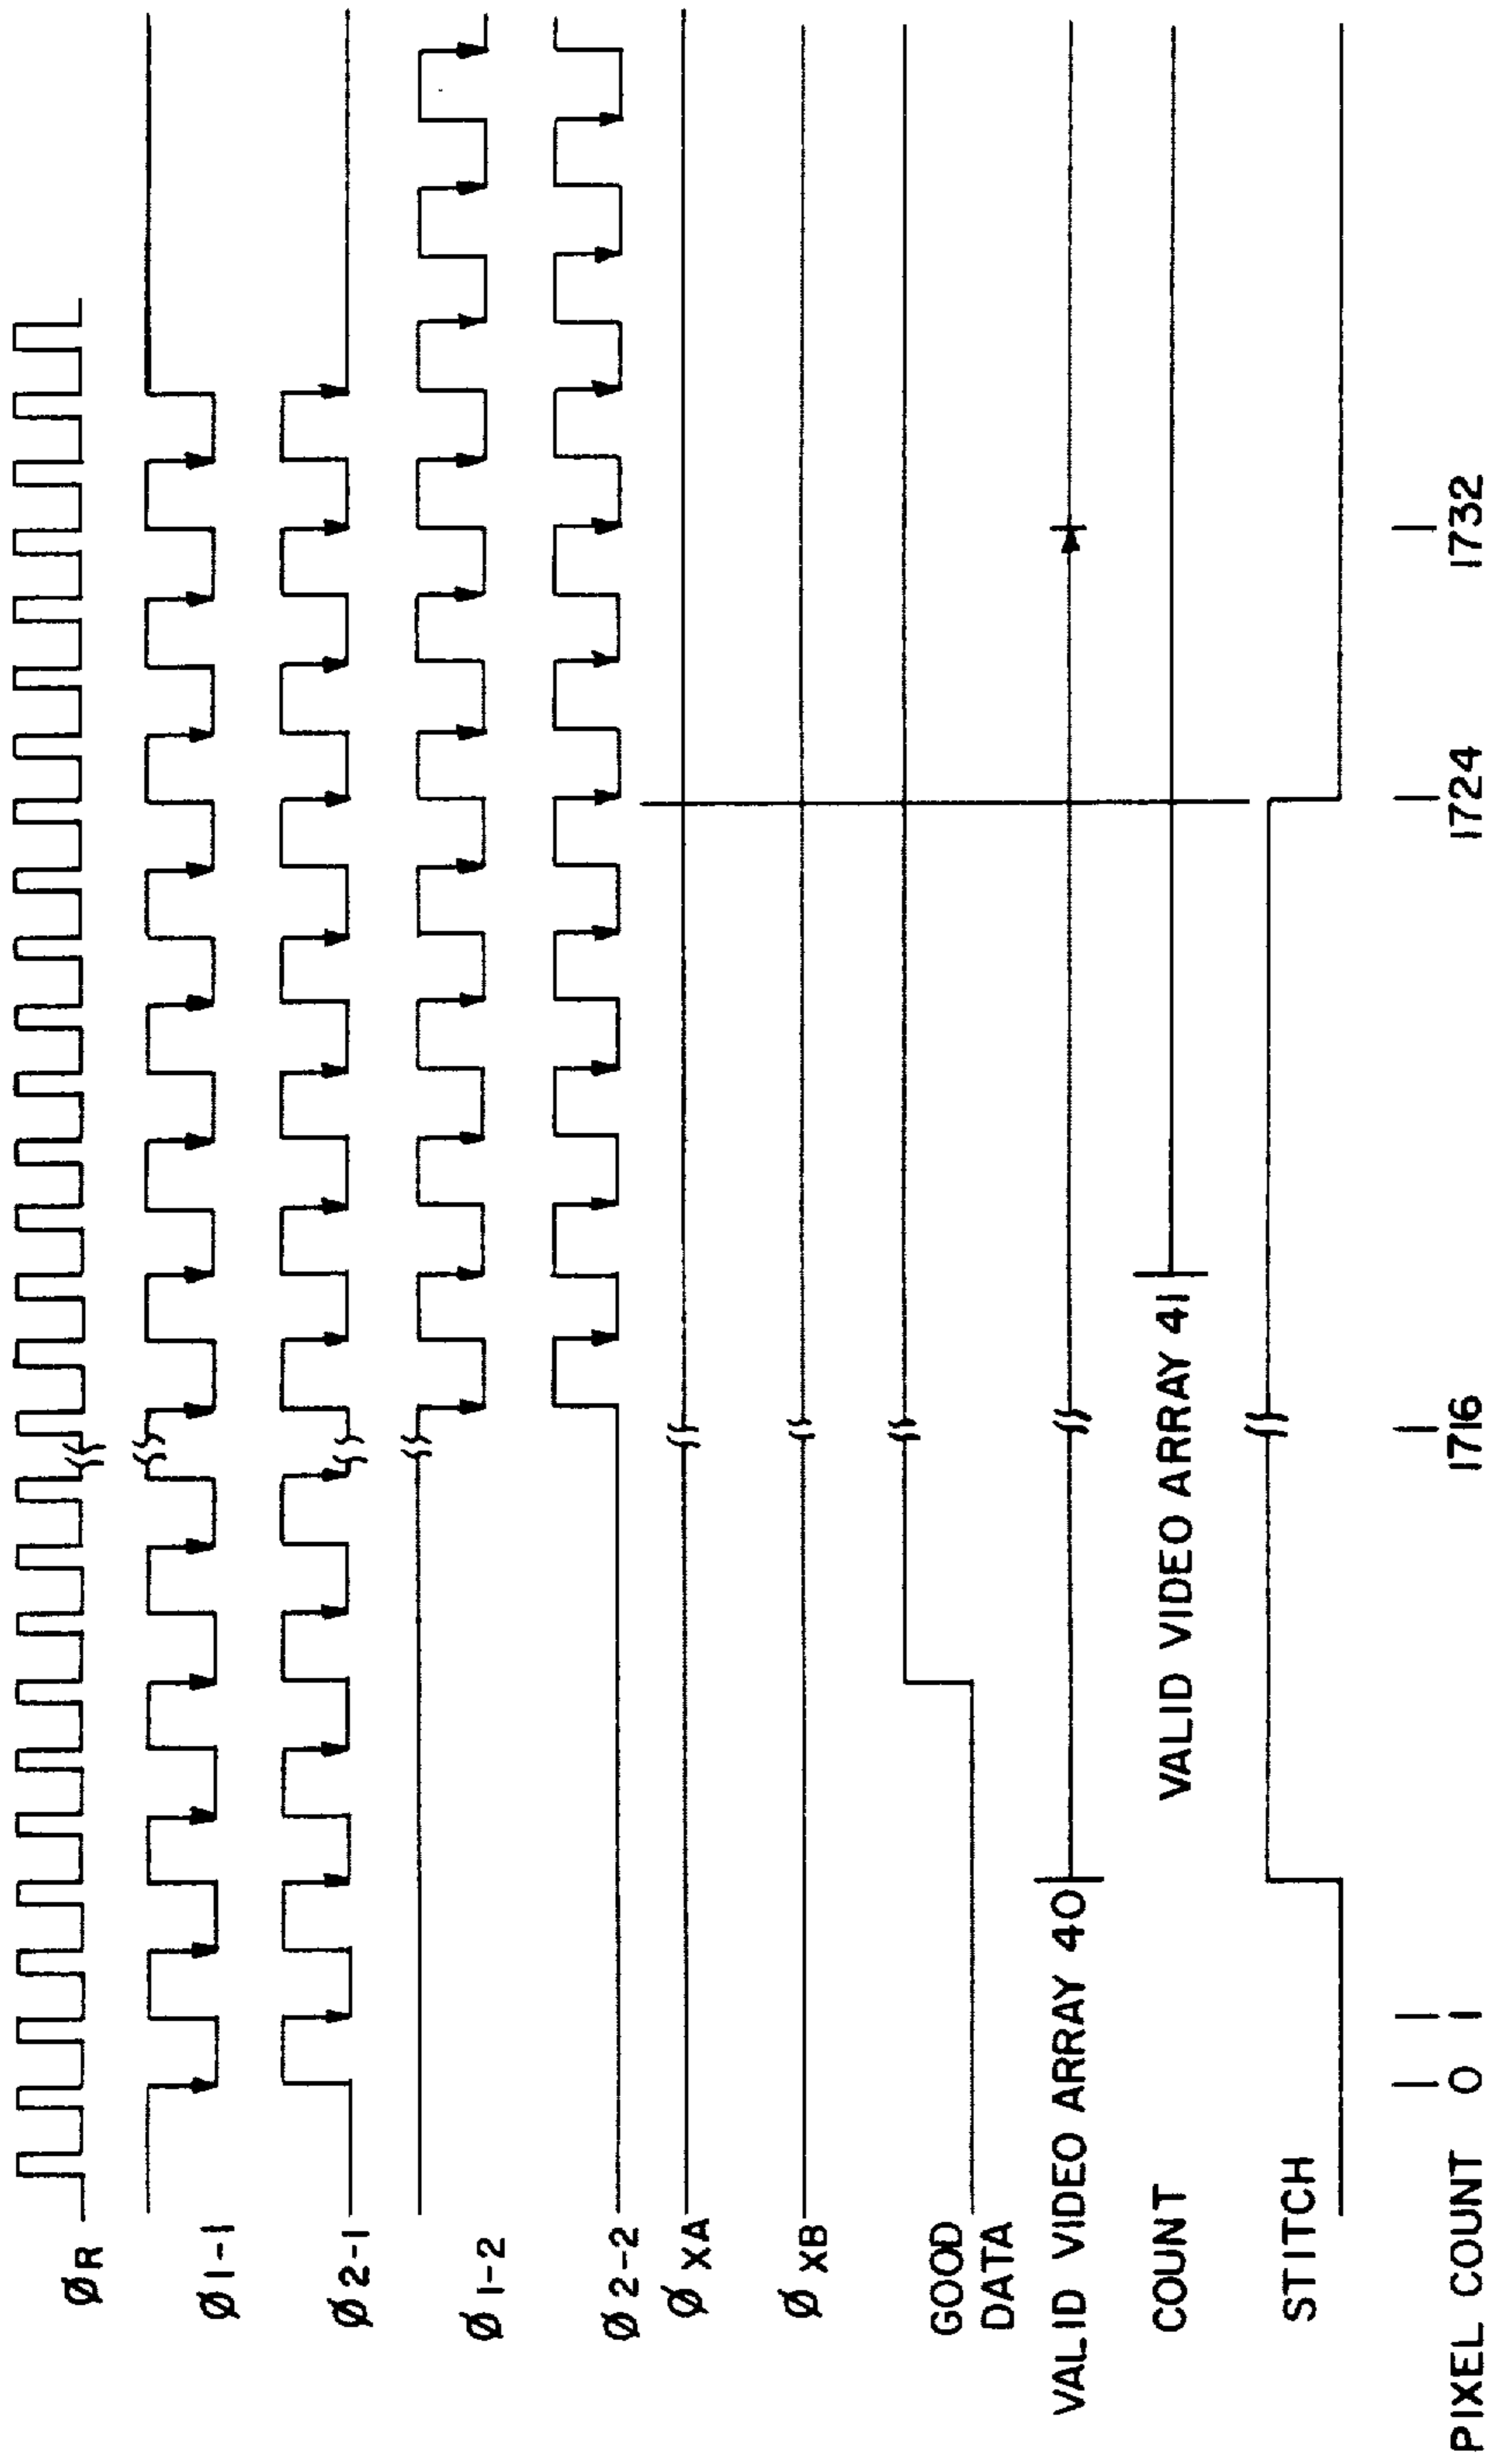 ØR
Ø1-1
Ø2-1
Ø1-2
Ø2-2
ØXA
ØXB
GOOD
DATA
VALID VIDEO ARRAY 40
VALID VIDEO ARRAY 41
COUNT
STITCH
PIXEL COUNT 0 1 1716 1724 1732